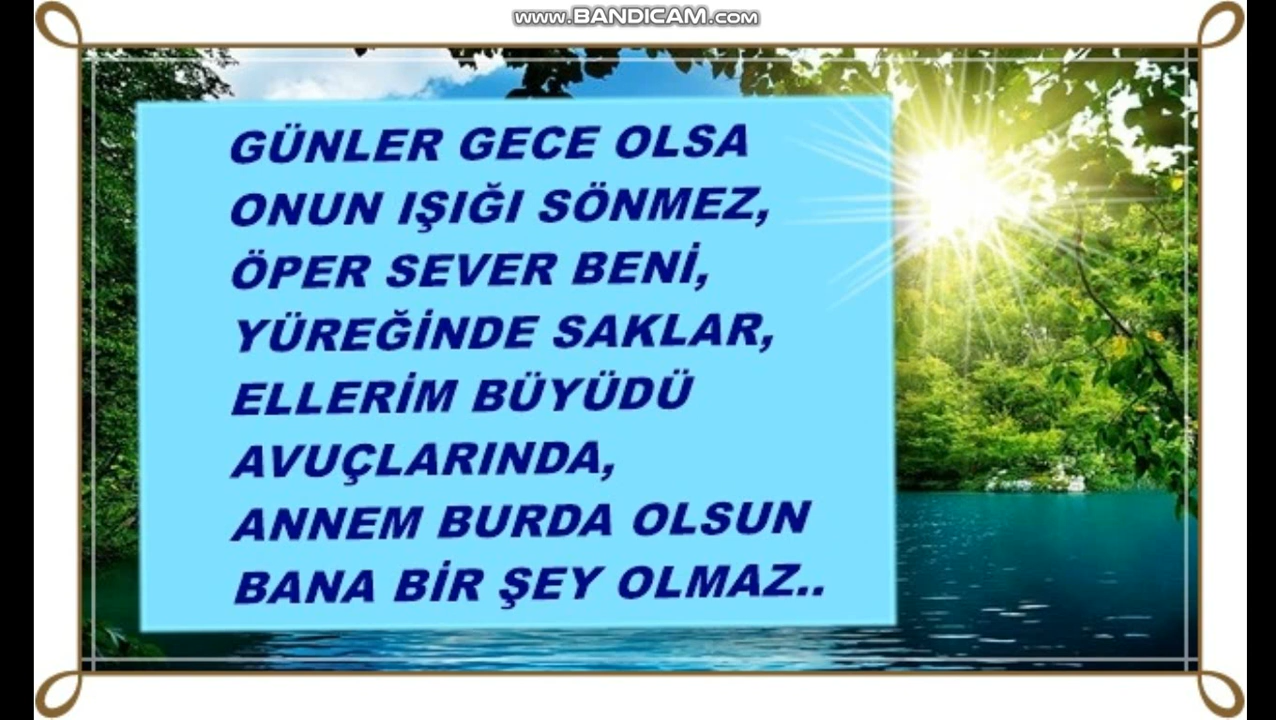 www.BANDICAM.com
GÜNLER GECE OLSA
ONUN IŞIĞI SÖNMEZ,
ÖPER SEVER BENİ,
YÜREĞİNDE SAKLAR,
ELLERİM BÜYÜDÜ
AVUÇLARINDA,
ANNEM BURDA OLSUN
BANA BİR ŞEY OLMAZ..